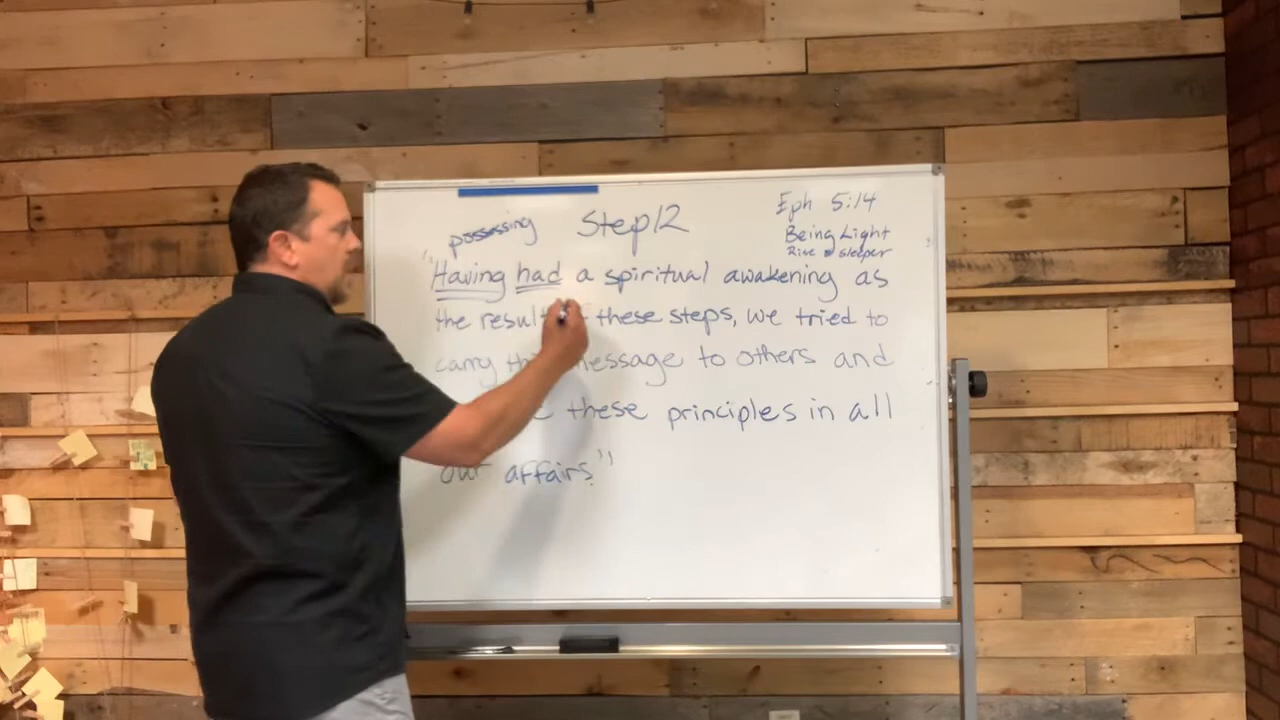 Eph 5:14
possessing Step 12
Being Light
Rise sleeper
"Having had a spiritual awakening as
the result these steps, we tried to
carry message to others and
these principles in all
our affairs"